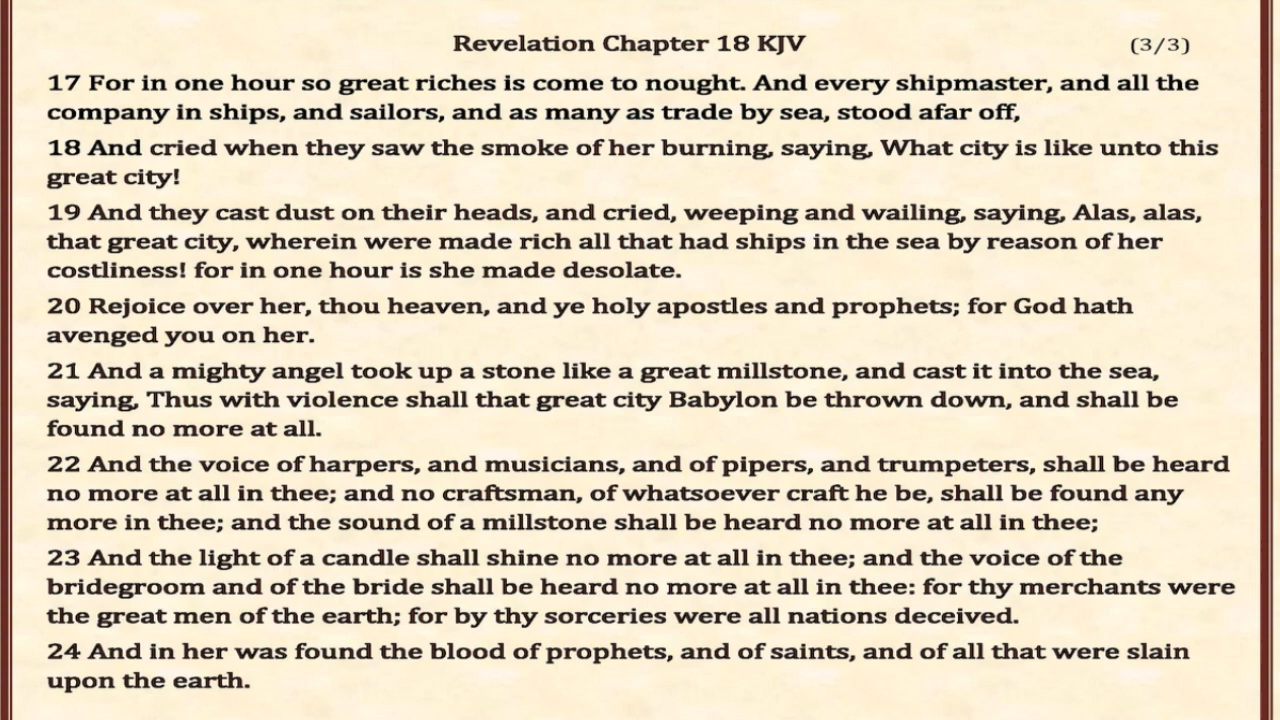 Revelation Chapter 18 KJV
(3/3)
17 For in one hour so great riches is come to nought. And every shipmaster, and all the
company in ships, and sailors, and as many as trade by sea, stood afar off,
18 And cried when they saw the smoke of her burning, saying, What city is like unto this
great city!
19 And they cast dust on their heads, and cried, weeping and wailing, saying, Alas, alas,
that great city, wherein were made rich all that had ships in the sea by reason of her
costliness! for in one hour is she made desolate.
20 Rejoice over her, thou heaven, and ye holy apostles and prophets; for God hath
avenged you on her.
21 And a mighty angel took up a stone like a great millstone, and cast it into the sea,
saying, Thus with violence shall that great city Babylon be thrown down, and shall be
found no more at all.
22 And the voice of harpers, and musicians, and of pipers, and trumpeters, shall be heard
no more at all in thee; and no craftsman, of whatsoever craft he be, shall be found any
more in thee; and the sound of a millstone shall be heard no more at all in thee;
23 And the light of a candle shall shine no more at all in thee; and the voice of the
bridegroom and of the bride shall be heard no more at all in thee: for thy merchants were
the great men of the earth; for by thy sorceries were all nations deceived.
24 And in her was found the blood of prophets, and of saints, and of all that were slain
upon the earth.